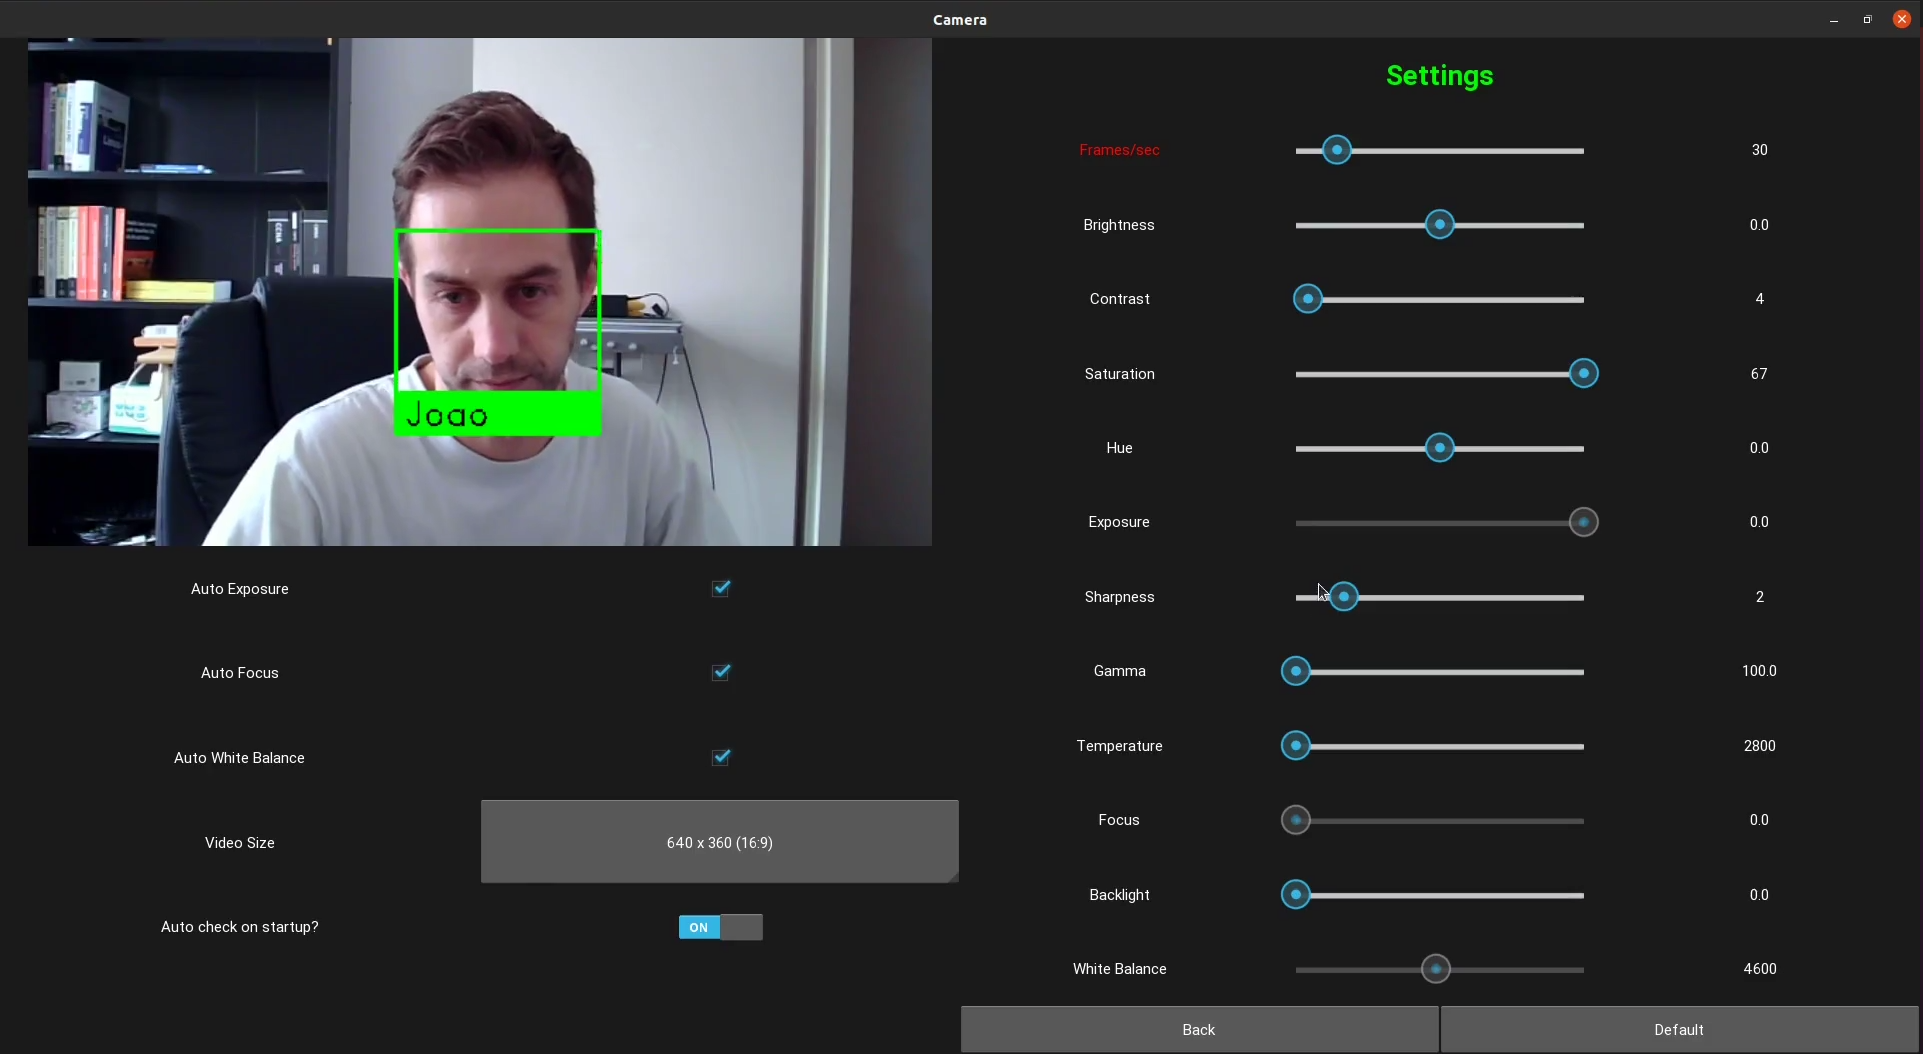 Camera
Settings
Frames/sec 30
Brightness 0.0
Contrast 4
Saturation 67
Hue 0.0
Exposure 0.0
Sharpness 2
Gamma 100.0
Temperature 2800
Focus 0.0
Backlight 0.0
White Balance 4600
Back Default
CCNA
Joao
Auto Exposure
Auto Focus
Auto White Balance
Video Size 640 x 360 (16:9)
Auto check on startup? ON